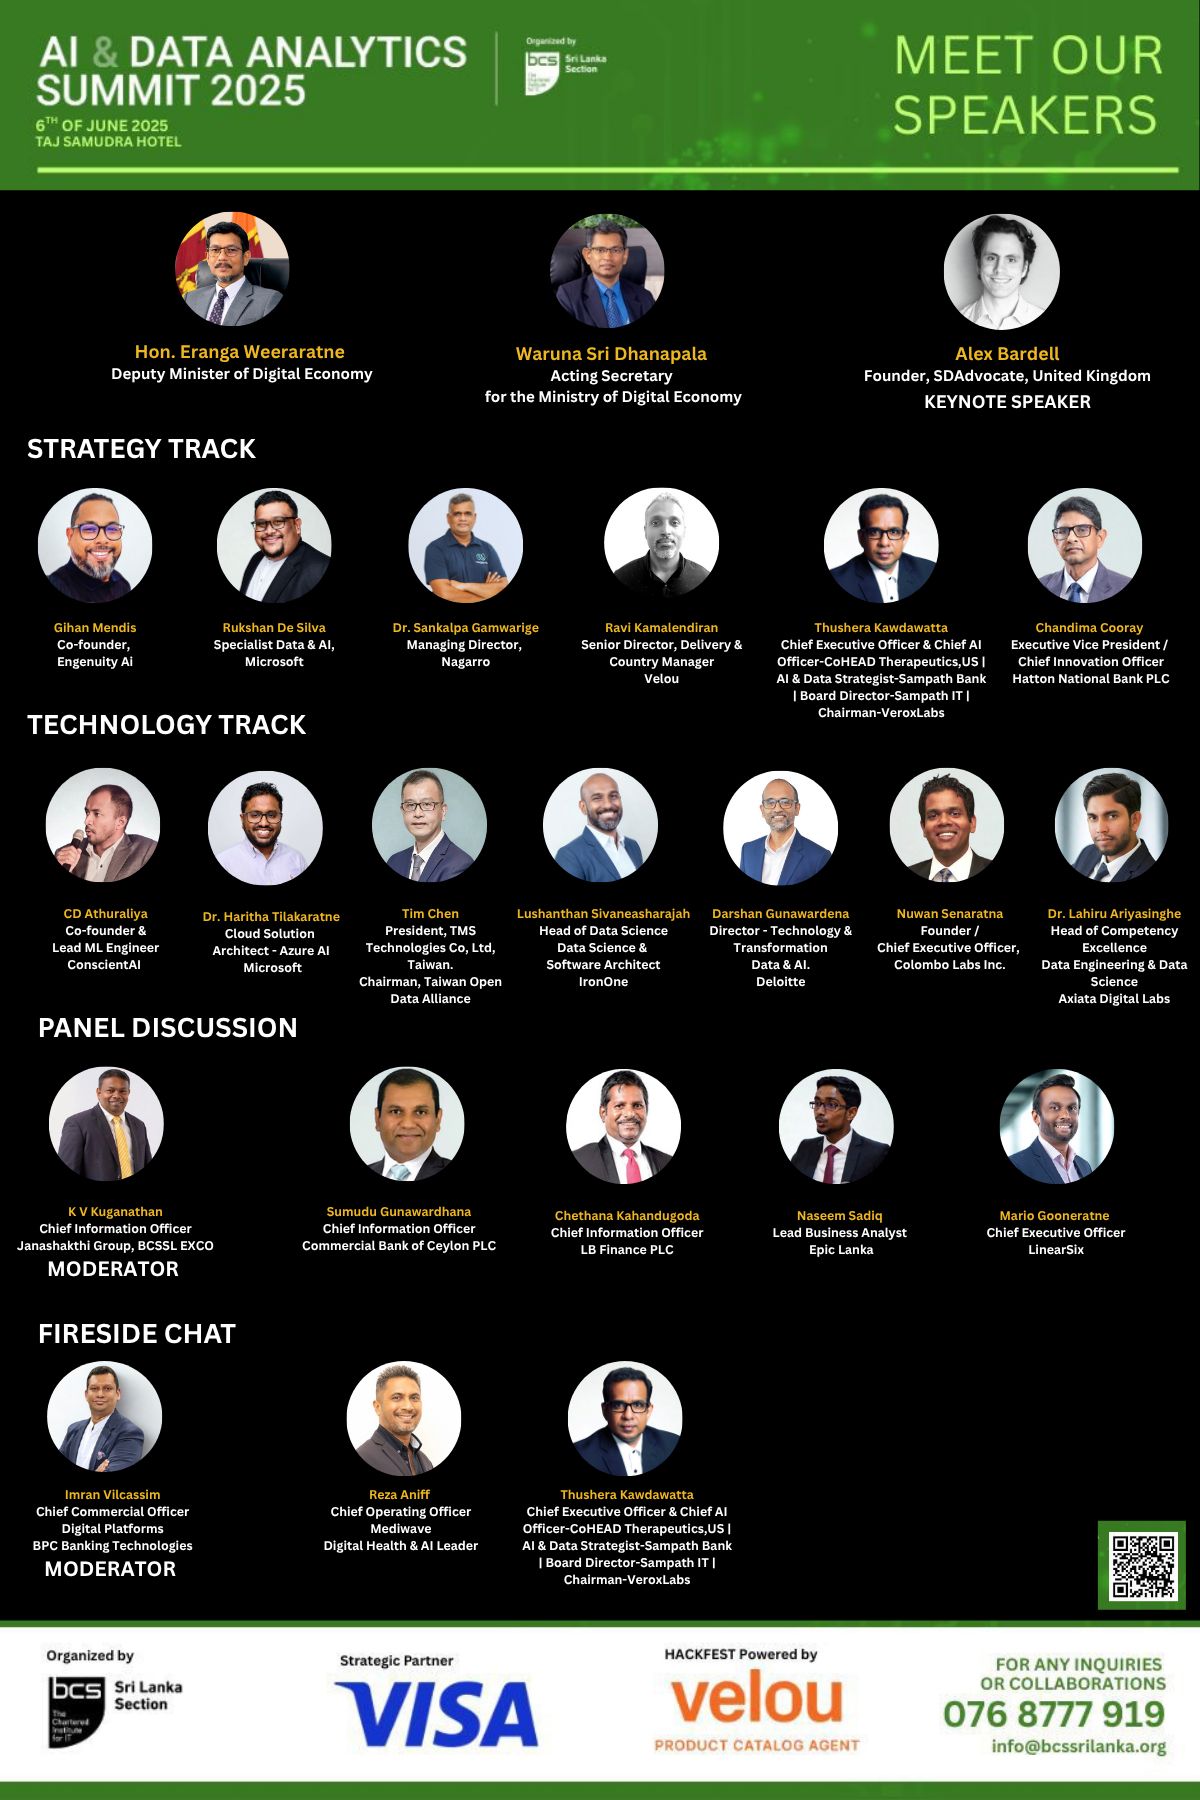 AI & DATA ANALYTICS
SUMMIT 2025
6TH OF JUNE 2025
TAJ SAMUDRA HOTEL
Organized by
bcs
Sri Lanka
Section
MEET OUR
SPEAKERS
Hon. Eranga Weeraratne
Deputy Minister of Digital Economy
Waruna Sri Dhanapala
Acting Secretary
for the Ministry of Digital Economy
Alex Bardell
Founder, SDAdvocate, United Kingdom
KEYNOTE SPEAKER
STRATEGY TRACK
Gihan Mendis
Co-founder,
Engenuity Ai
Rukshan De Silva
Specialist Data & AI,
Microsoft
Dr. Sankalpa Gamwarige
Managing Director,
Nagarro
Ravi Kamalendiran
Senior Director, Delivery &
Country Manager
Velou
Thushera Kawdawatta
Chief Executive Officer & Chief AI
Officer-CoHEAD Therapeutics,US |
AI & Data Strategist-Sampath Bank
| Board Director-Sampath IT |
Chairman-VeroxLabs
Chandima Cooray
Executive Vice President /
Chief Innovation Officer
Hatton National Bank PLC
TECHNOLOGY TRACK
CD Athuraliya
Co-founder &
Lead ML Engineer
ConscientAI
Dr. Haritha Tilakaratne
Cloud Solution
Architect - Azure AI
Microsoft
Tim Chen
President, TMS
Technologies Co, Ltd,
Taiwan.
Chairman, Taiwan Open
Data Alliance
Lushanthan Sivaneasharajah
Head of Data Science
Data Science &
Software Architect
IronOne
Darshan Gunawardena
Director - Technology &
Transformation
Data & AI.
Deloitte
Nuwan Senaratna
Founder /
Chief Executive Officer,
Colombo Labs Inc.
Dr. Lahiru Ariyasinghe
Head of Competency
Excellence
Data Engineering & Data
Science
Axiata Digital Labs
PANEL DISCUSSION
K V Kuganathan
Chief Information Officer
Janashakthi Group, BCSSL EXCO
MODERATOR
Sumudu Gunawardhana
Chief Information Officer
Commercial Bank of Ceylon PLC
Chethana Kahandugoda
Chief Information Officer
LB Finance PLC
Naseem Sadiq
Lead Business Analyst
Epic Lanka
Mario Gooneratne
Chief Executive Officer
LinearSix
FIRESIDE CHAT
Imran Vilcassim
Chief Commercial Officer
Digital Platforms
BPC Banking Technologies
MODERATOR
Reza Aniff
Chief Operating Officer
Mediwave
Digital Health & AI Leader
Thushera Kawdawatta
Chief Executive Officer & Chief AI
Officer-CoHEAD Therapeutics,US |
AI & Data Strategist-Sampath Bank
| Board Director-Sampath IT |
Chairman-VeroxLabs
Organized by
bcs
The
Chartered
Institute
for IT
Sri Lanka
Section
Strategic Partner
VISA
HACKFEST Powered by
velou
PRODUCT CATALOG AGENT
FOR ANY INQUIRIES
OR COLLABORATIONS
076 8777 919
info@bcssrilanka.org